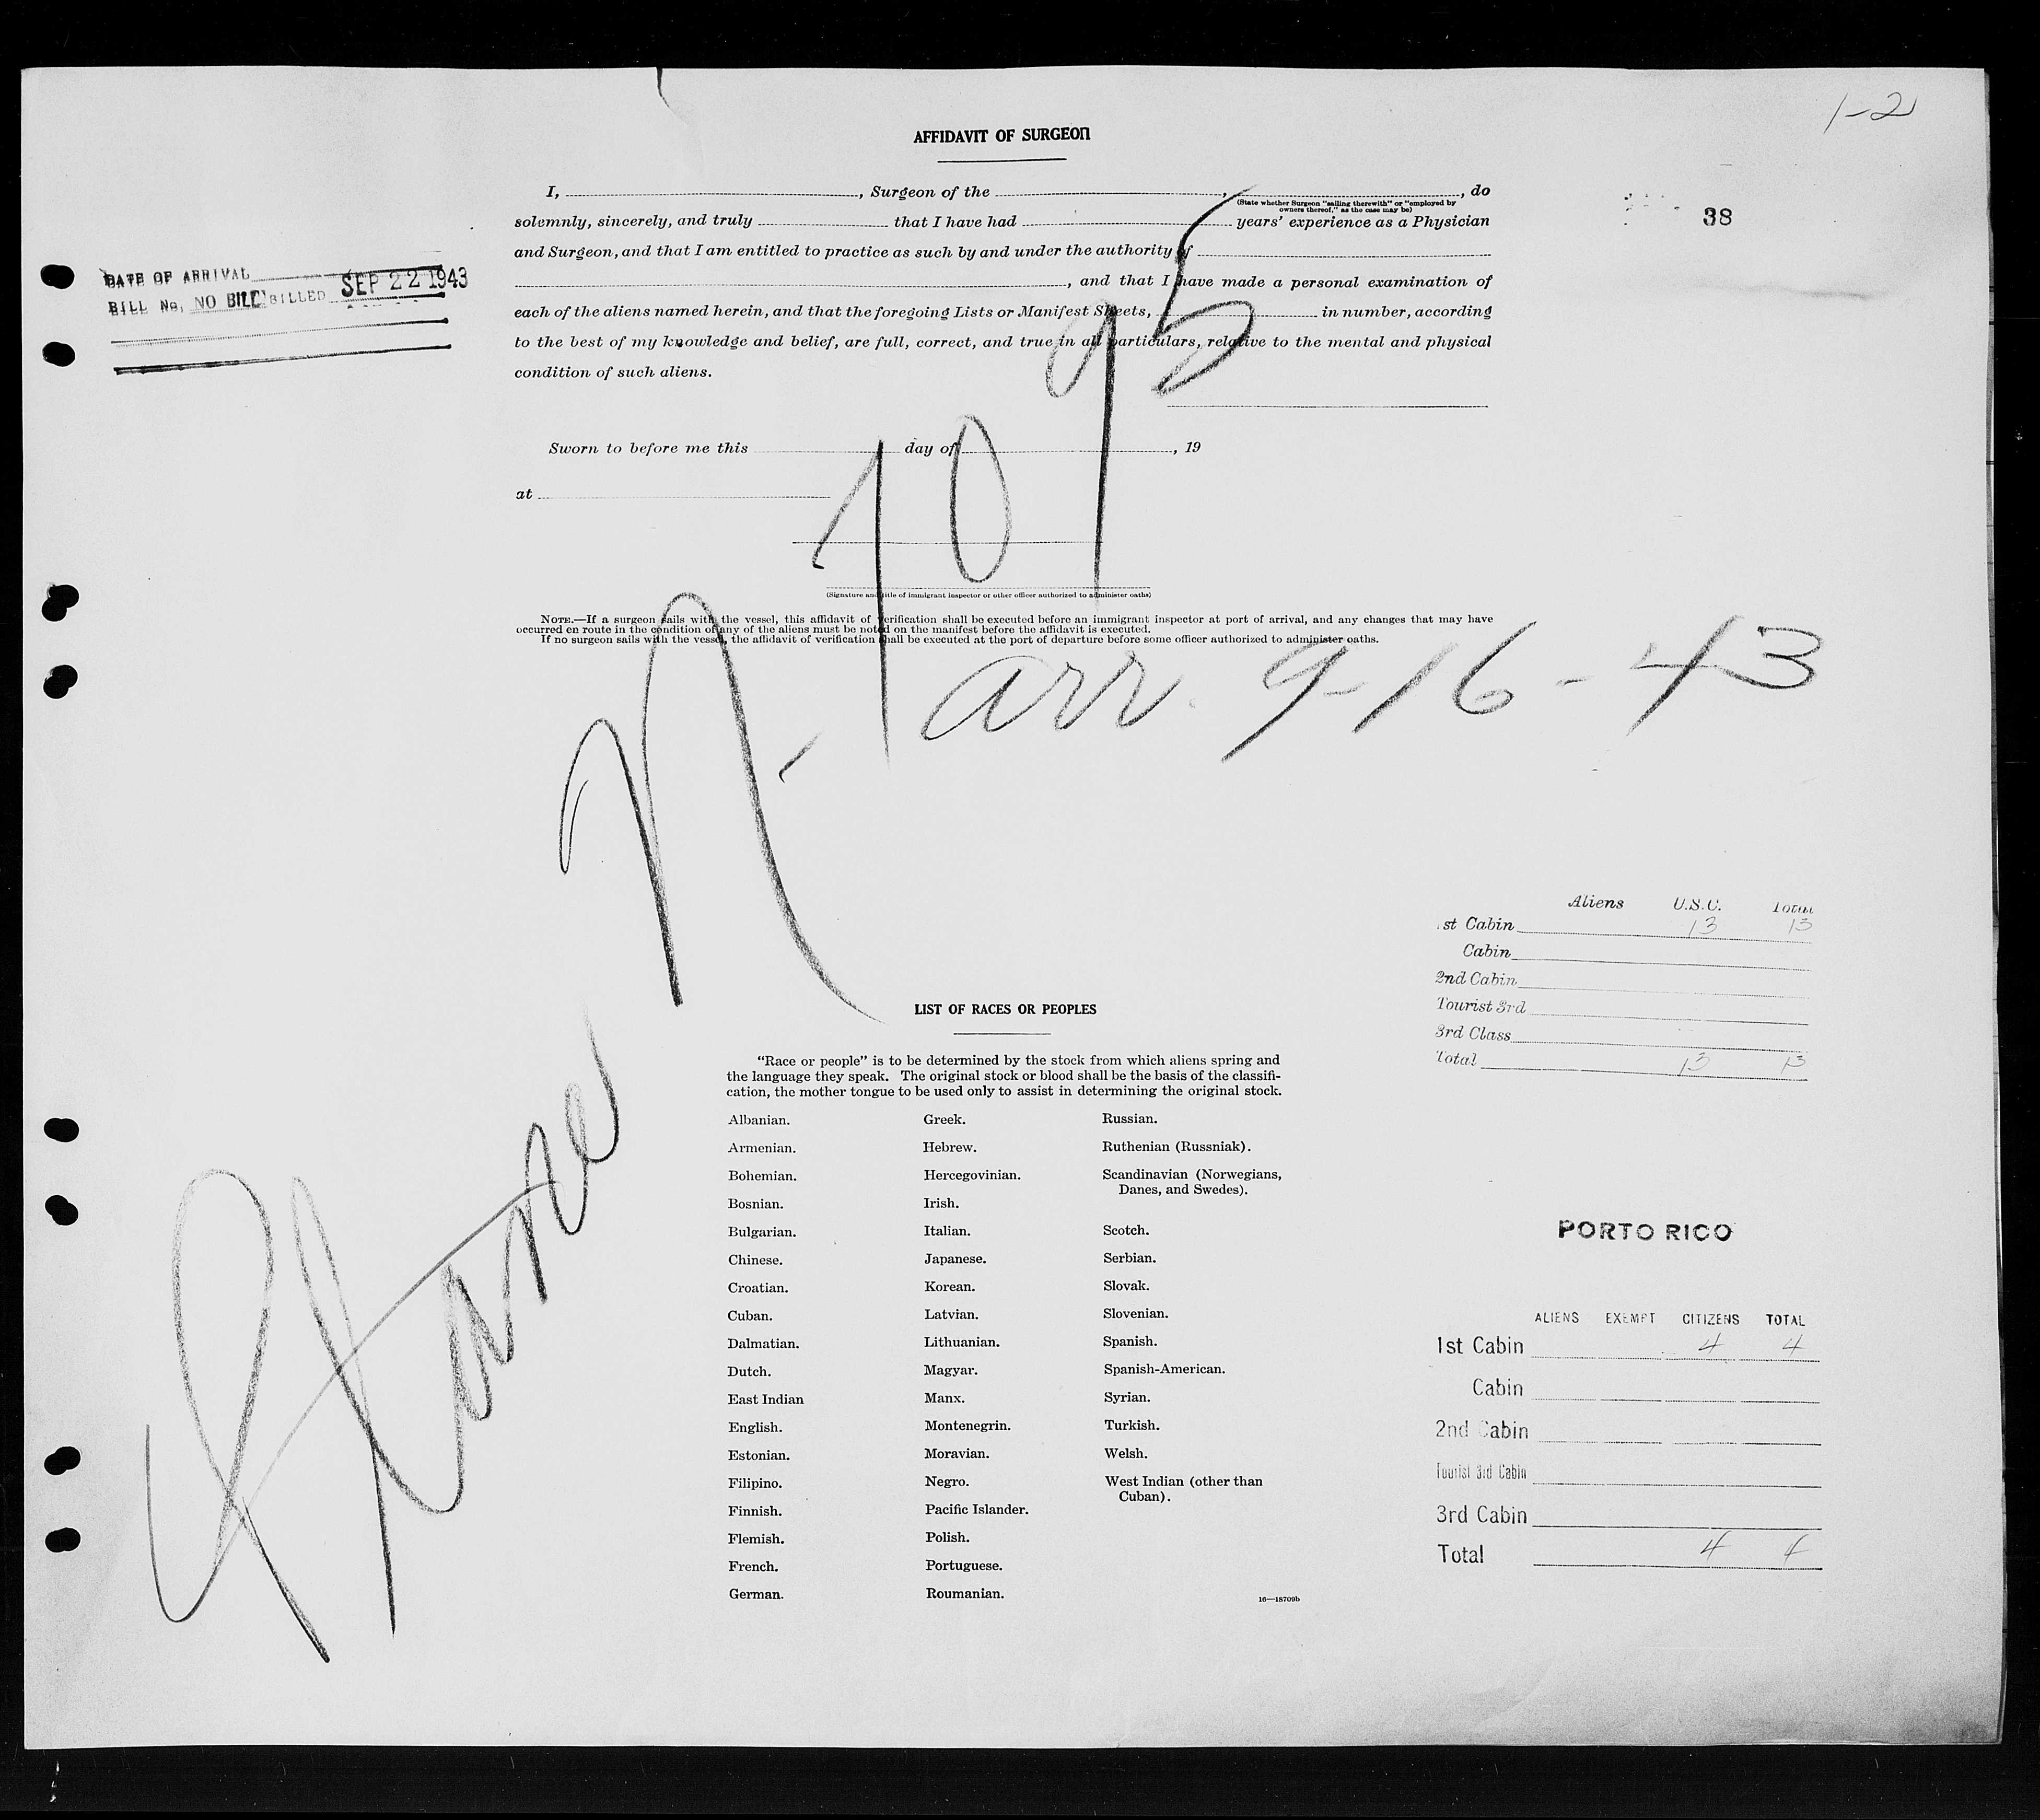 1-2
AFFIDAVIT OF SURGEON
I, , Surgeon of the , , do
(State whether Surgeon "sailing therewith" or "employed by
owners thereof," as the case may be)
38
solemnly, sincerely, and truly that I have had years' experience as a Physician
and Surgeon, and that I am entitled to practice as such by and under the authority of
, and that I have made a personal examination of
each of the aliens named herein, and that the foregoing Lists or Manifest Sheets, in number, according
to the best of my knowledge and belief, are full, correct, and true in all particulars, relative to the mental and physical
condition of such aliens.
DATE OF ARRIVAL SEP 22 1943
BILL No. NO BILL BILLED
Sworn to before me this day of , 19
at
(Signature and title of immigrant inspector or other officer authorized to administer oaths)
NOTE.—If a surgeon sails with the vessel, this affidavit of verification shall be executed before an immigrant inspector at port of arrival, and any changes that may have
occurred en route in the condition of any of the aliens must be noted on the manifest before the affidavit is executed.
If no surgeon sails with the vessel, the affidavit of verification shall be executed at the port of departure before some officer authorized to administer oaths.
Plane N-1095
arr. 9-16-43
Aliens U.S.C. Total
1st Cabin 13 13
Cabin
2nd Cabin
Tourist 3rd
3rd Class
Total 13 13
LIST OF RACES OR PEOPLES
"Race or people" is to be determined by the stock from which aliens spring and
the language they speak. The original stock or blood shall be the basis of the classifi-
cation, the mother tongue to be used only to assist in determining the original stock.
Albanian.
Armenian.
Bohemian.
Bosnian.
Bulgarian.
Chinese.
Croatian.
Cuban.
Dalmatian.
Dutch.
East Indian
English.
Estonian.
Filipino.
Finnish.
Flemish.
French.
German.
Greek.
Hebrew.
Hercegovinian.
Irish.
Italian.
Japanese.
Korean.
Latvian.
Lithuanian.
Magyar.
Manx.
Montenegrin.
Moravian.
Negro.
Pacific Islander.
Polish.
Portuguese.
Roumanian.
Russian.
Ruthenian (Russniak).
Scandinavian (Norwegians,
Danes, and Swedes).
Scotch.
Serbian.
Slovak.
Slovenian.
Spanish.
Spanish-American.
Syrian.
Turkish.
Welsh.
West Indian (other than
Cuban).
16—18709b
PORTO RICO
ALIENS EXEMPT CITIZENS TOTAL
1st Cabin 4 4
Cabin
2nd Cabin
Tourist 3rd Cabin
3rd Cabin
Total 4 4